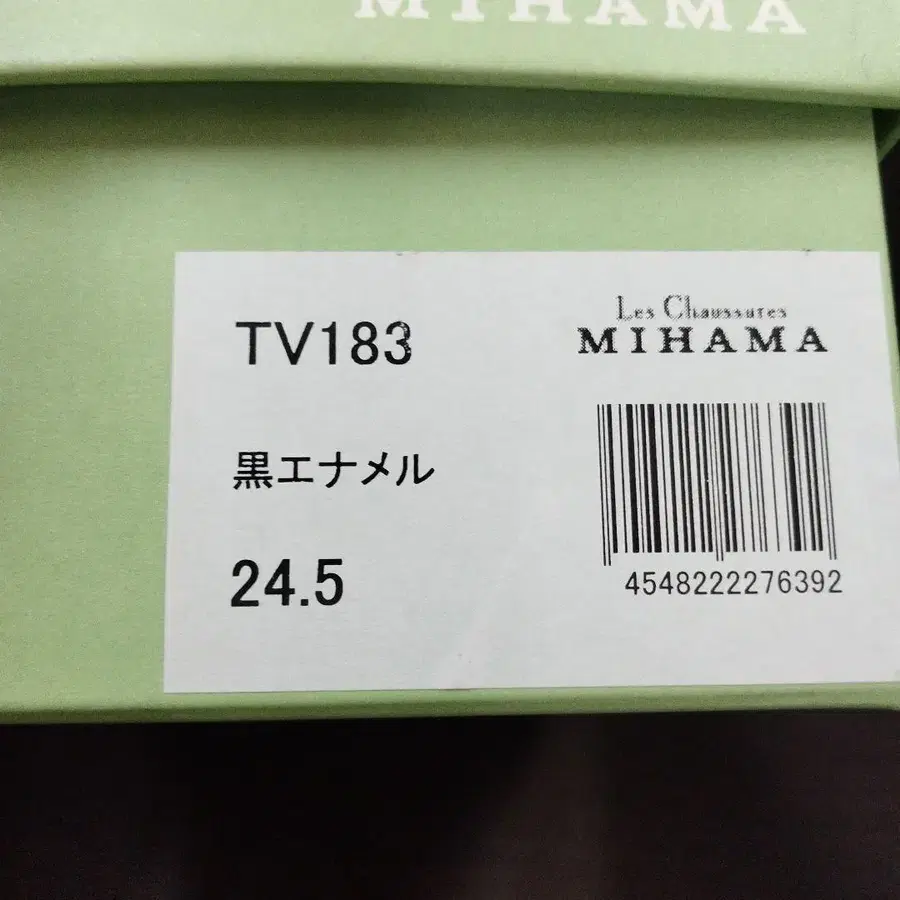 MIHAMA
TV183
Les Chaussures
MIHAMA
黒エナメル
24.5
4548222276392